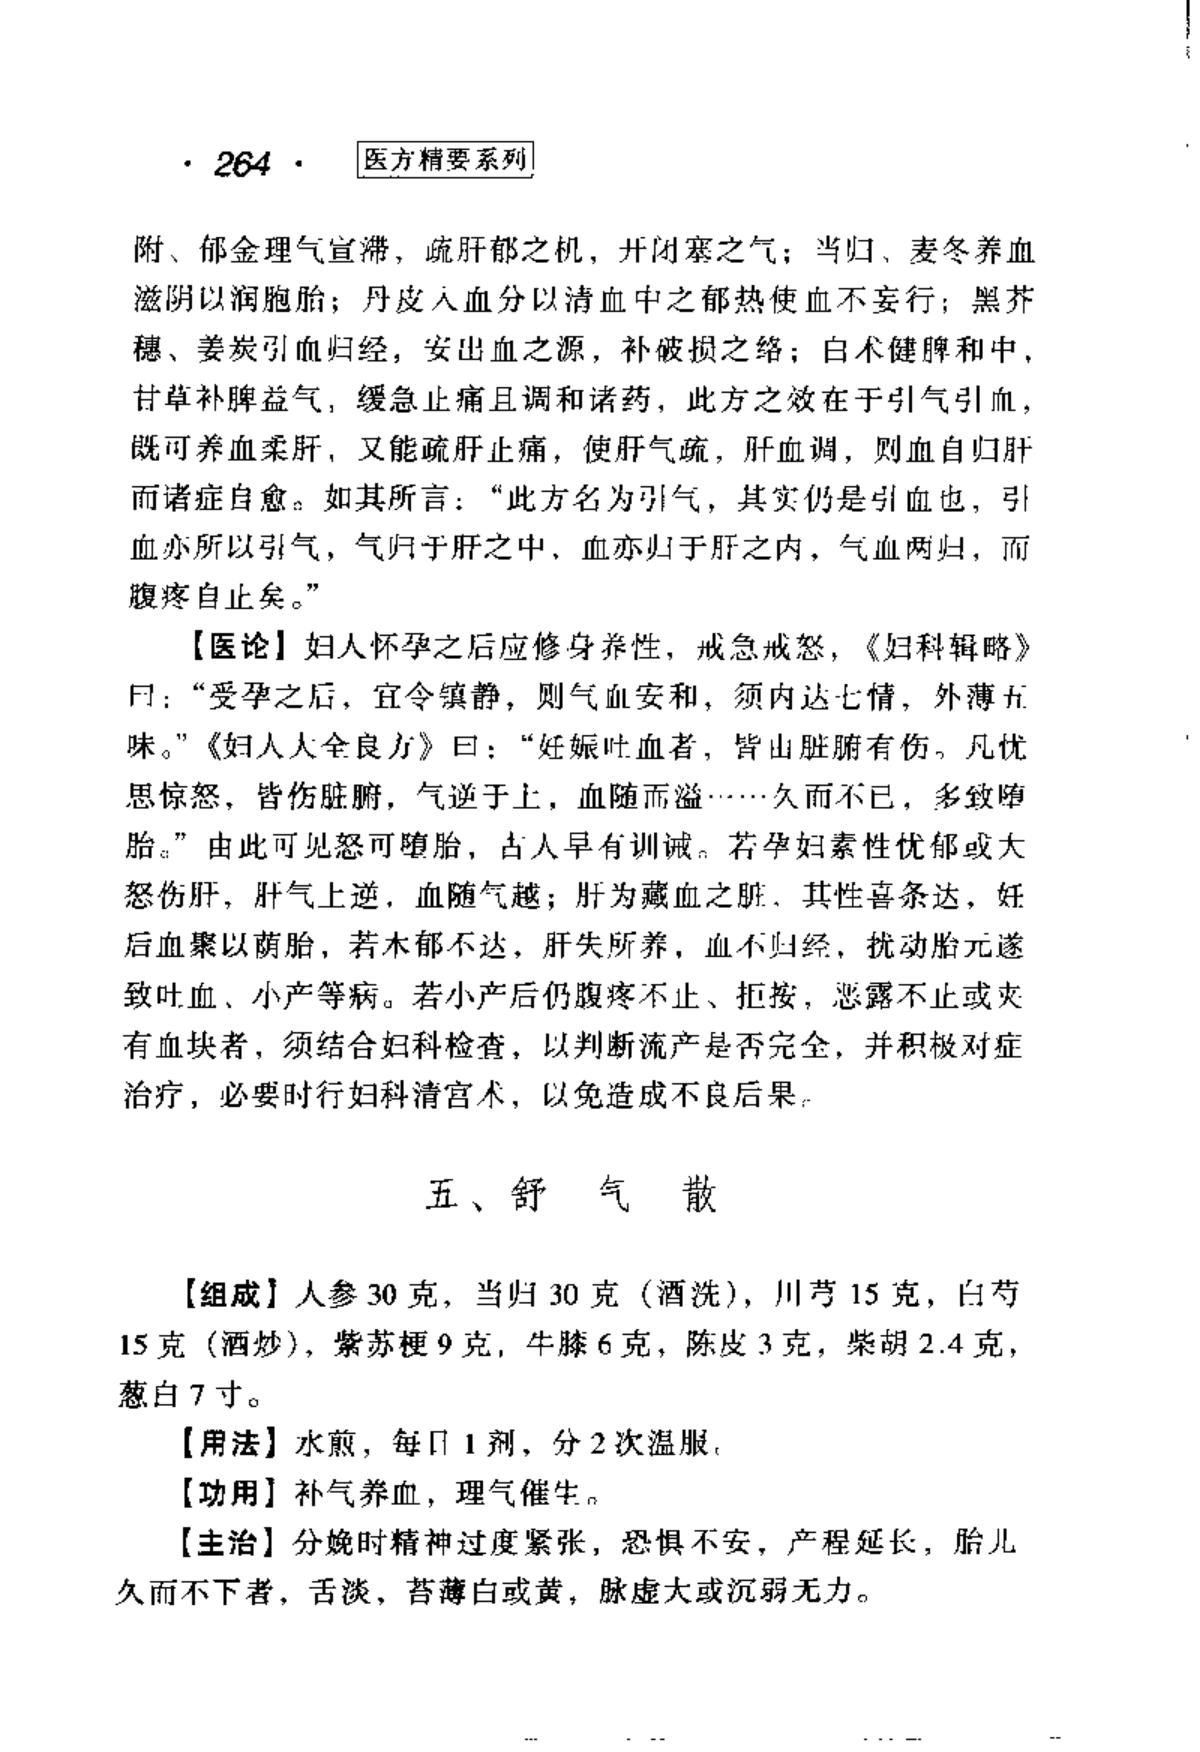 · 264 · 医方精要系列
附、郁金理气宣滞，疏肝郁之机，开闭塞之气；当归、麦冬养血
滋阴以润胞胎；丹皮入血分以清血中之郁热使血不妄行；黑芥
穗、姜炭引血归经，安出血之源，补破损之络；白术健脾和中，
甘草补脾益气，缓急止痛且调和诸药，此方之效在于引气引血，
既可养血柔肝，又能疏肝止痛，使肝气疏，肝血调，则血自归肝
而诸症自愈。如其所言：“此方名为引气，其实仍是引血也，引
血亦所以引气，气归于肝之中，血亦归于肝之内，气血两归，而
腹疼自止矣。”
【医论】妇人怀孕之后应修身养性，戒急戒怒，《妇科辑略》
曰：“受孕之后，宜令镇静，则气血安和，须内达七情，外薄五
味。”《妇人大全良方》曰：“妊娠吐血者，皆由脏腑有伤。凡忧
思惊怒，皆伤脏腑，气逆于上，血随而溢……久而不已，多致堕
胎。”由此可见怒可堕胎，古人早有训诫。若孕妇素性忧郁或大
怒伤肝，肝气上逆，血随气越；肝为藏血之脏，其性喜条达，妊
后血聚以荫胎，若木郁不达，肝失所养，血不归经，扰动胎元遂
致吐血、小产等病。若小产后仍腹疼不止、拒按，恶露不止或夹
有血块者，须结合妇科检查，以判断流产是否完全，并积极对症
治疗，必要时行妇科清宫术，以免造成不良后果。
五、舒气散
【组成】人参 30 克，当归 30 克（酒洗），川芎 15 克，白芍
15 克（酒炒），紫苏梗 9 克，牛膝 6 克，陈皮 3 克，柴胡 2.4 克，
葱白 7 寸。
【用法】水煎，每日 1 剂，分 2 次温服。
【功用】补气养血，理气催生。
【主治】分娩时精神过度紧张，恐惧不安，产程延长，胎儿
久而不下者，舌淡，苔薄白或黄，脉虚大或沉弱无力。